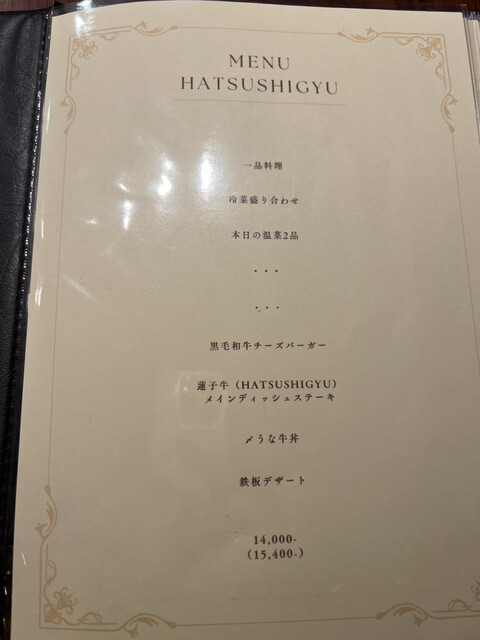 MENU
HATSUSHIGYU
一品料理
冷菜盛り合わせ
本日の温菜2品
・・・
・・・
黒毛和牛チーズバーガー
蓮子牛（HATSUSHIGYU）
メインディッシュステーキ
〆うな牛丼
鉄板デザート
14,000-
（15,400-）